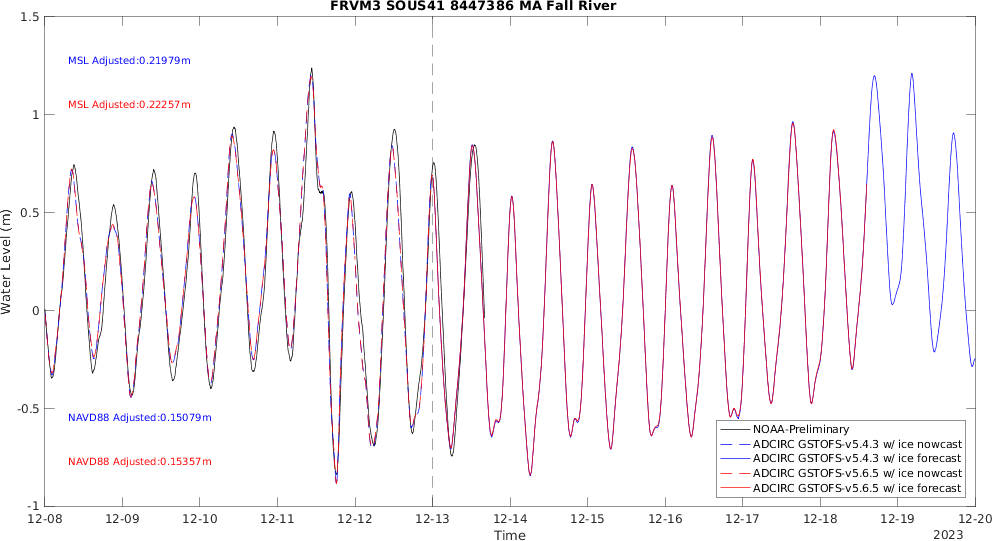 FRVM3 SOUS41 8447386 MA Fall River
1.5
1
0.5
0
-0.5
-1
Water Level (m)
MSL Adjusted:0.21979m
MSL Adjusted:0.22257m
NAVD88 Adjusted:0.15079m
NAVD88 Adjusted:0.15357m
NOAA-Preliminary
ADCIRC GSTOFS-v5.4.3 w/ ice nowcast
ADCIRC GSTOFS-v5.4.3 w/ ice forecast
ADCIRC GSTOFS-v5.6.5 w/ ice nowcast
ADCIRC GSTOFS-v5.6.5 w/ ice forecast
12-08 12-09 12-10 12-11 12-12 12-13 12-14 12-15 12-16 12-17 12-18 12-19 12-20
Time
2023